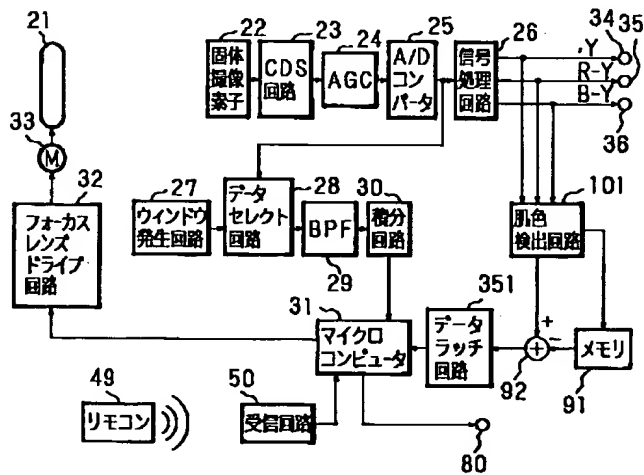 21
22
23
24
25
26
34
35
固体
撮像
素子
CDS
回路
AGC
A/D
コン
バータ
信号
処理
回路
Y
R-Y
B-Y
36
33
M
32
フォーカス
レンズ
ドライブ
回路
27
ウィンドウ
発生回路
データ
セレクト
回路
28
BPF
29
30
積分
回路
101
肌色
検出回路
31
マイクロ
コンピュータ
351
データ
ラッチ
回路
+
−
+
92
メモリ
91
49
リモコン
50
受信回路
80